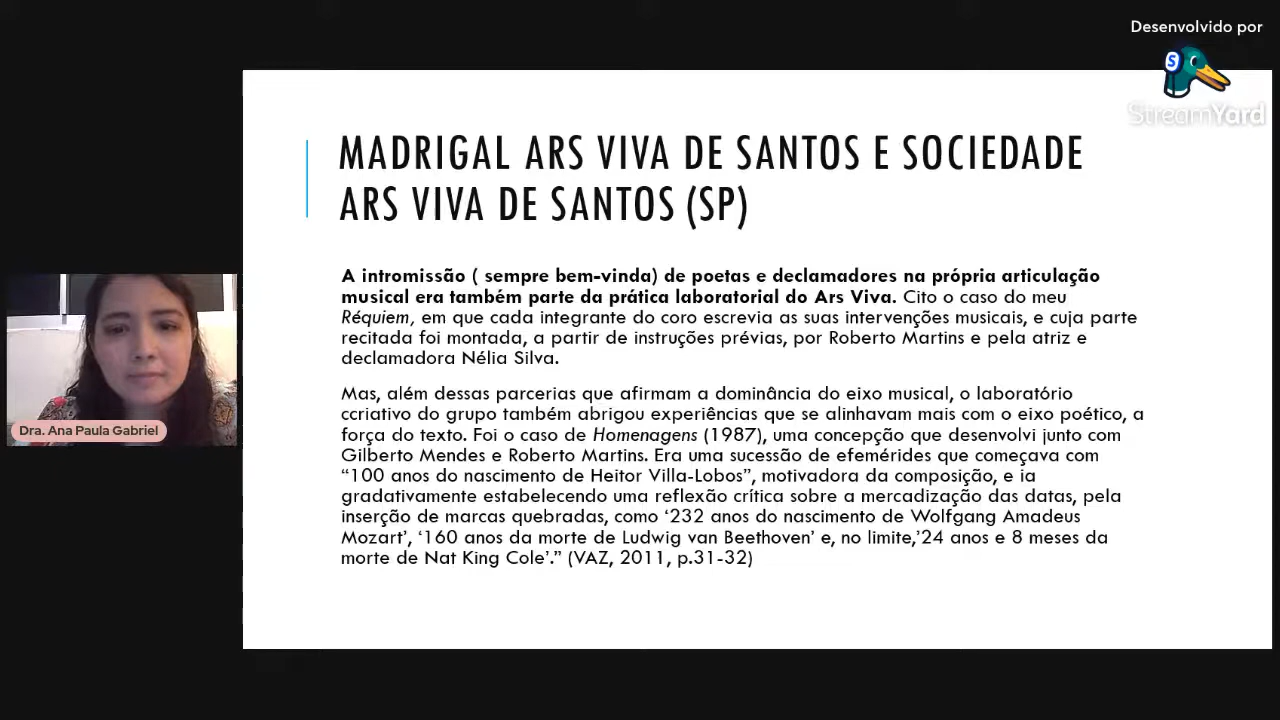 Desenvolvido por
S
StreamYard
MADRIGAL ARS VIVA DE SANTOS E SOCIEDADE
ARS VIVA DE SANTOS (SP)
A intromissão ( sempre bem-vinda) de poetas e declamadores na própria articulação
musical era também parte da prática laboratorial do Ars Viva. Cito o caso do meu
Réquiem, em que cada integrante do coro escrevia as suas intervenções musicais, e cuja parte
recitada foi montada, a partir de instruções prévias, por Roberto Martins e pela atriz e
declamadora Nélia Silva.
Mas, além dessas parcerias que afirmam a dominância do eixo musical, o laboratório
ccriativo do grupo também abrigou experiências que se alinhavam mais com o eixo poético, a
força do texto. Foi o caso de Homenagens (1987), uma concepção que desenvolvi junto com
Gilberto Mendes e Roberto Martins. Era uma sucessão de efemérides que começava com
“100 anos do nascimento de Heitor Villa-Lobos”, motivadora da composição, e ia
gradativamente estabelecendo uma reflexão crítica sobre a mercadização das datas, pela
inserção de marcas quebradas, como ‘232 anos do nascimento de Wolfgang Amadeus
Mozart’, ‘160 anos da morte de Ludwig van Beethoven’ e, no limite,’24 anos e 8 meses da
morte de Nat King Cole’.” (VAZ, 2011, p.31-32)
Dra. Ana Paula Gabriel